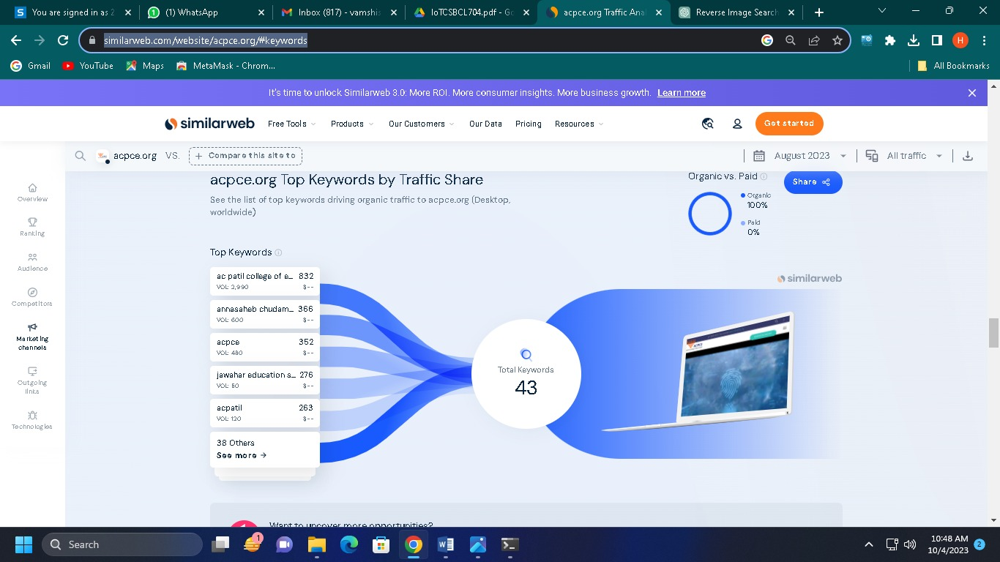 You are signed in as 2
(1) WhatsApp
Inbox (817) - vamshis
IoTCSBCL704.pdf - Go
acpce.org Traffic Anal
Reverse Image Search
similarweb.com/website/acpce.org/#keywords
H
Gmail
YouTube
Maps
MetaMask - Chrom...
All Bookmarks
It's time to unlock Similarweb 3.0: More ROI. More consumer insights. More business growth. Learn more
similarweb
Free Tools
Products
Our Customers
Our Data
Pricing
Resources
Get started
acpce.org VS. + Compare this site to
August 2023
All traffic
Overview
Ranking
Audience
Competitors
Marketing
channels
Outgoing
links
Technologies
acpce.org Top Keywords by Traffic Share
See the list of top keywords driving organic traffic to acpce.org (Desktop,
worldwide)
Organic vs. Paid
Organic
100%
Paid
0%
Share
Top Keywords
ac patil college of e... 832
VOL: 2,990 $--
annasaheb chudam... 366
VOL: 600 $--
acpce 352
VOL: 480 $--
jawahar education s... 276
VOL: 50 $--
acpatil 263
VOL: 120 $--
38 Others
See more →
Total Keywords
43
similarweb
Want to uncover more opportunities?
Search
1
10:48 AM
10/4/2023
2